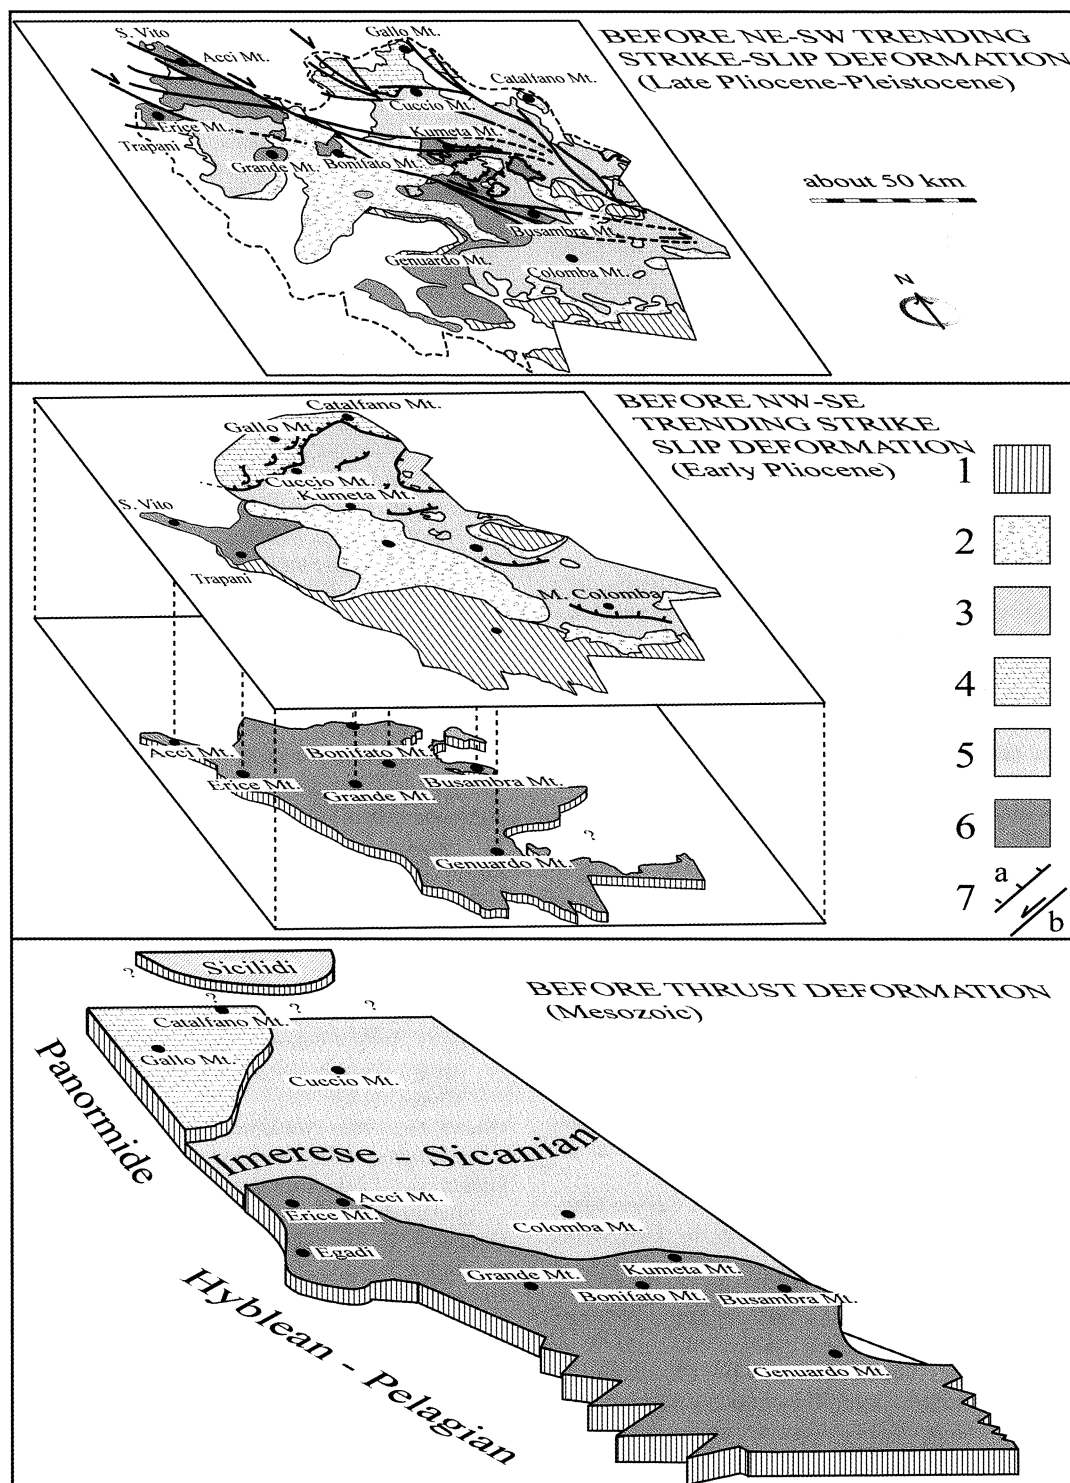 BEFORE NE-SW TRENDING
STRIKE-SLIP DEFORMATION
(Late Pliocene-Pleistocene)
S. Vito
Acci Mt.
Gallo Mt.
Catalfano Mt.
Cuccio Mt.
Erice Mt.
Kumeta Mt.
Trapani
Grande Mt.
Bonifato Mt.
Busambra Mt.
Genuardo Mt.
Colomba Mt.
about 50 km
N
BEFORE NW-SE
TRENDING STRIKE
SLIP DEFORMATION
(Early Pliocene)
Catalfano Mt.
Gallo Mt.
Cuccio Mt.
Kumeta Mt.
S. Vito
Trapani
M. Colomba
Acci Mt.
Bonifato Mt.
Erice Mt.
Grande Mt.
Busambra Mt.
?
Genuardo Mt.
1
2
3
4
5
6
7
a
b
BEFORE THRUST DEFORMATION
(Mesozoic)
Sicilidi
?
?
?
?
Catalfano Mt.
Gallo Mt.
Cuccio Mt.
Panormide
Imerese - Sicanian
Acci Mt.
Erice Mt.
Colomba Mt.
Egadi
Kumeta Mt.
Grande Mt.
Bonifato Mt.
Busambra Mt.
Genuardo Mt.
Hyblean - Pelagian